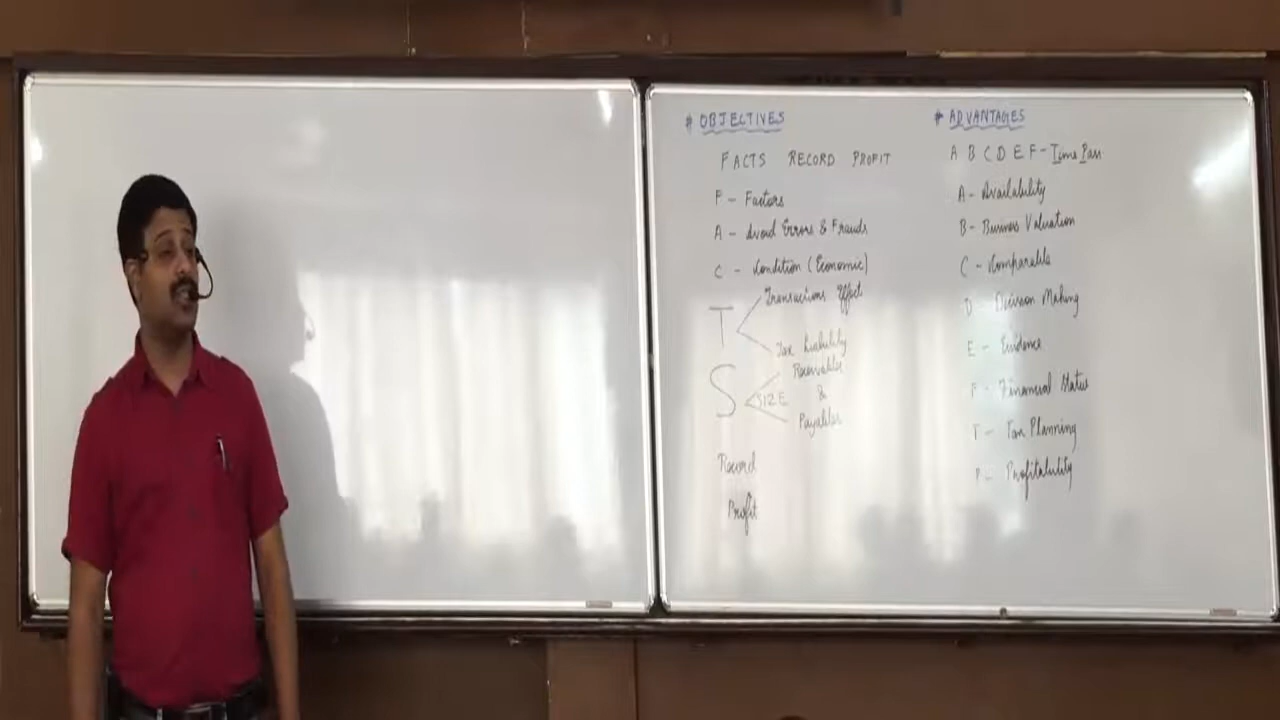 # OBJECTIVES
FACTS RECORD PROFIT
F - Factors
A - Avoid Errors & Frauds
C - Condition (Economic)
T
Transactions Effect
Tax Liability
S
SIZE
Receivables
&
Payables
Record
Profit
# ADVANTAGES
A B C D E F - Time Pass
A - Availability
B - Business Valuation
C - Comparable
D - Decision Making
E - Evidence
F - Financial Status
T - Tax Planning
P - Profitability